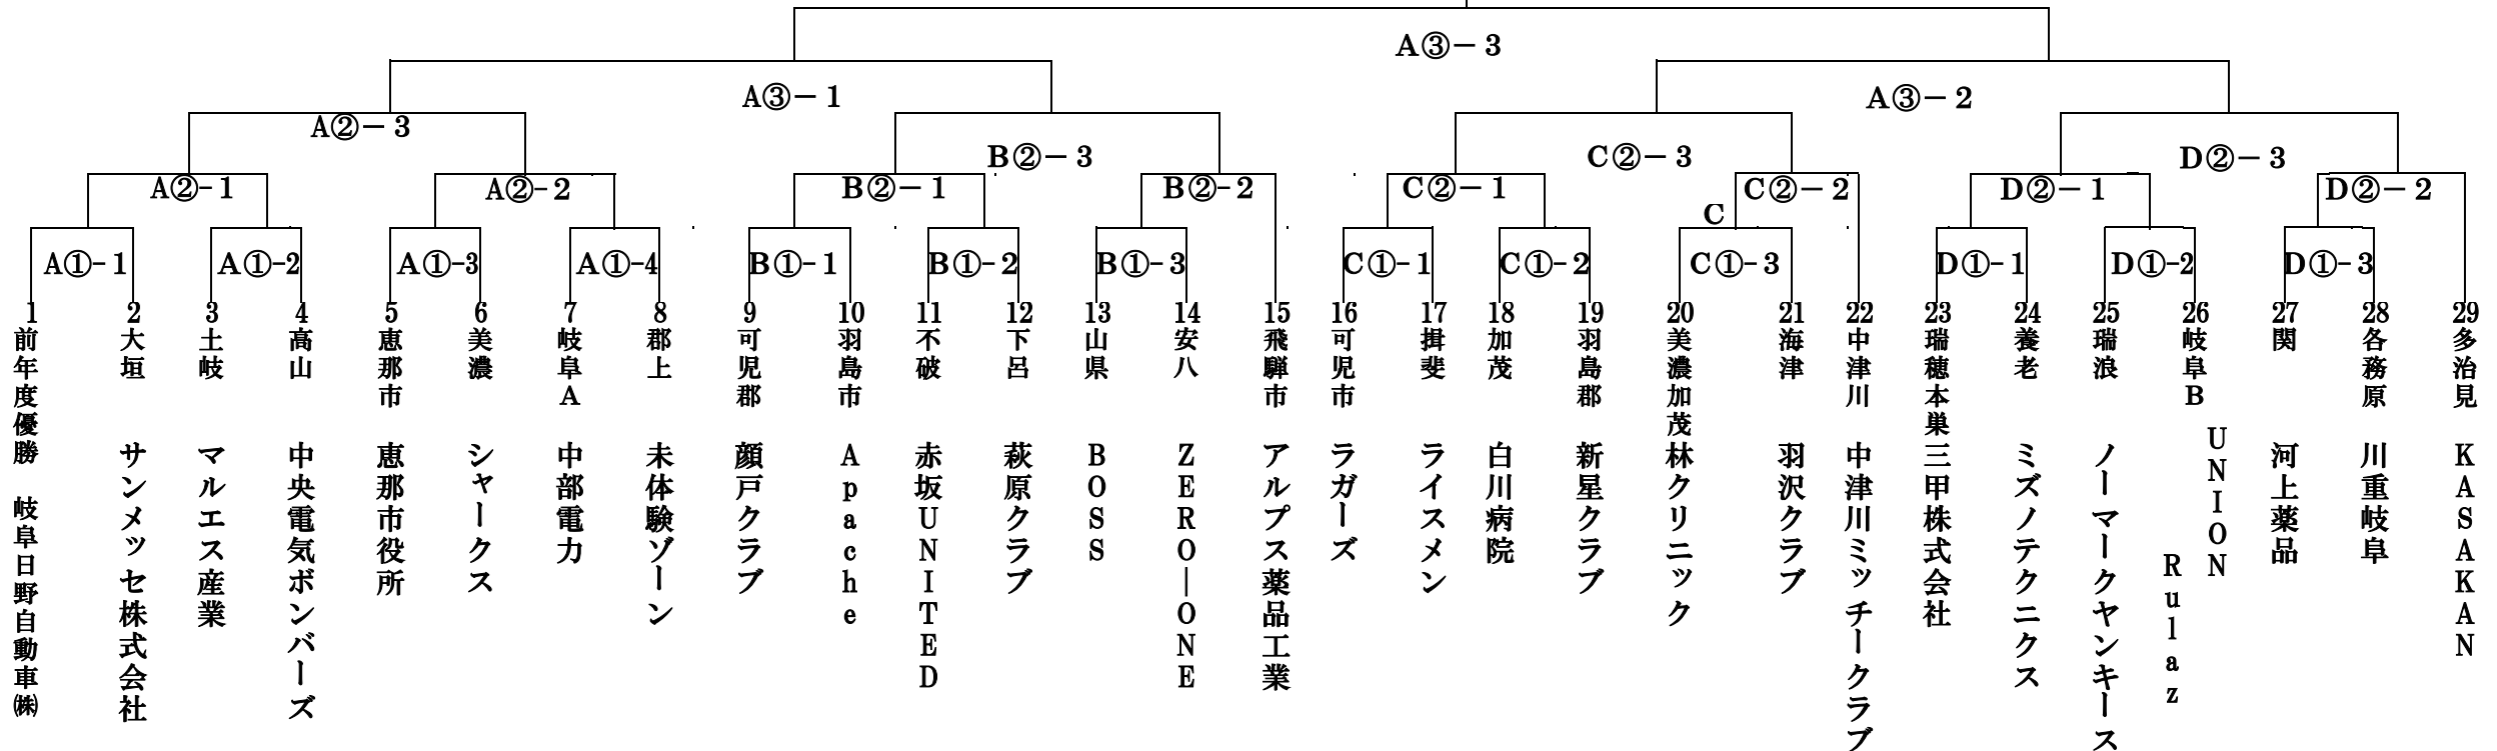 A③－3
A③－1
A③－2
A②－3
B②－3
C②－3
D②－3
A②-1
A②-2
B②－1
B②-2
C②－1
C②－2
D②－1
D②－2
C
A①-1
A①-2
A①-3
A①-4
B①-1
B①-2
B①-3
C①-1
C①-2
C①-3
D①-1
D①-2
D①-3
1 前年度優勝 岐阜日野自動車㈱
2 大垣 サンメッセ株式会社
3 土岐 マルエス産業
4 高山 中央電気ボンバーズ
5 恵那市 恵那市役所
6 美濃 シャークス
7 岐阜A 中部電力
8 郡上 未体験ゾーン
9 可児郡 顔戸クラブ
10 羽島市 Apache
11 不破 赤坂UNITED
12 下呂 萩原クラブ
13 山県 BOSS
14 安八 ZERO―ONE
15 飛騨市 アルプス薬品工業
16 可児市 ラガーズ
17 揖斐 ライスメン
18 加茂 白川病院
19 羽島郡 新星クラブ
20 美濃加茂 林クリニック
21 海津 羽沢クラブ
22 中津川 中津川ミッチークラブ
23 瑞穂本巣 三甲株式会社
24 養老 ミズノテクニクス
25 瑞浪 ノーマークヤンキース
26 岐阜B UNION
Rulaz
27 関 河上薬品
28 各務原 川重岐阜
29 多治見 KASAKAN